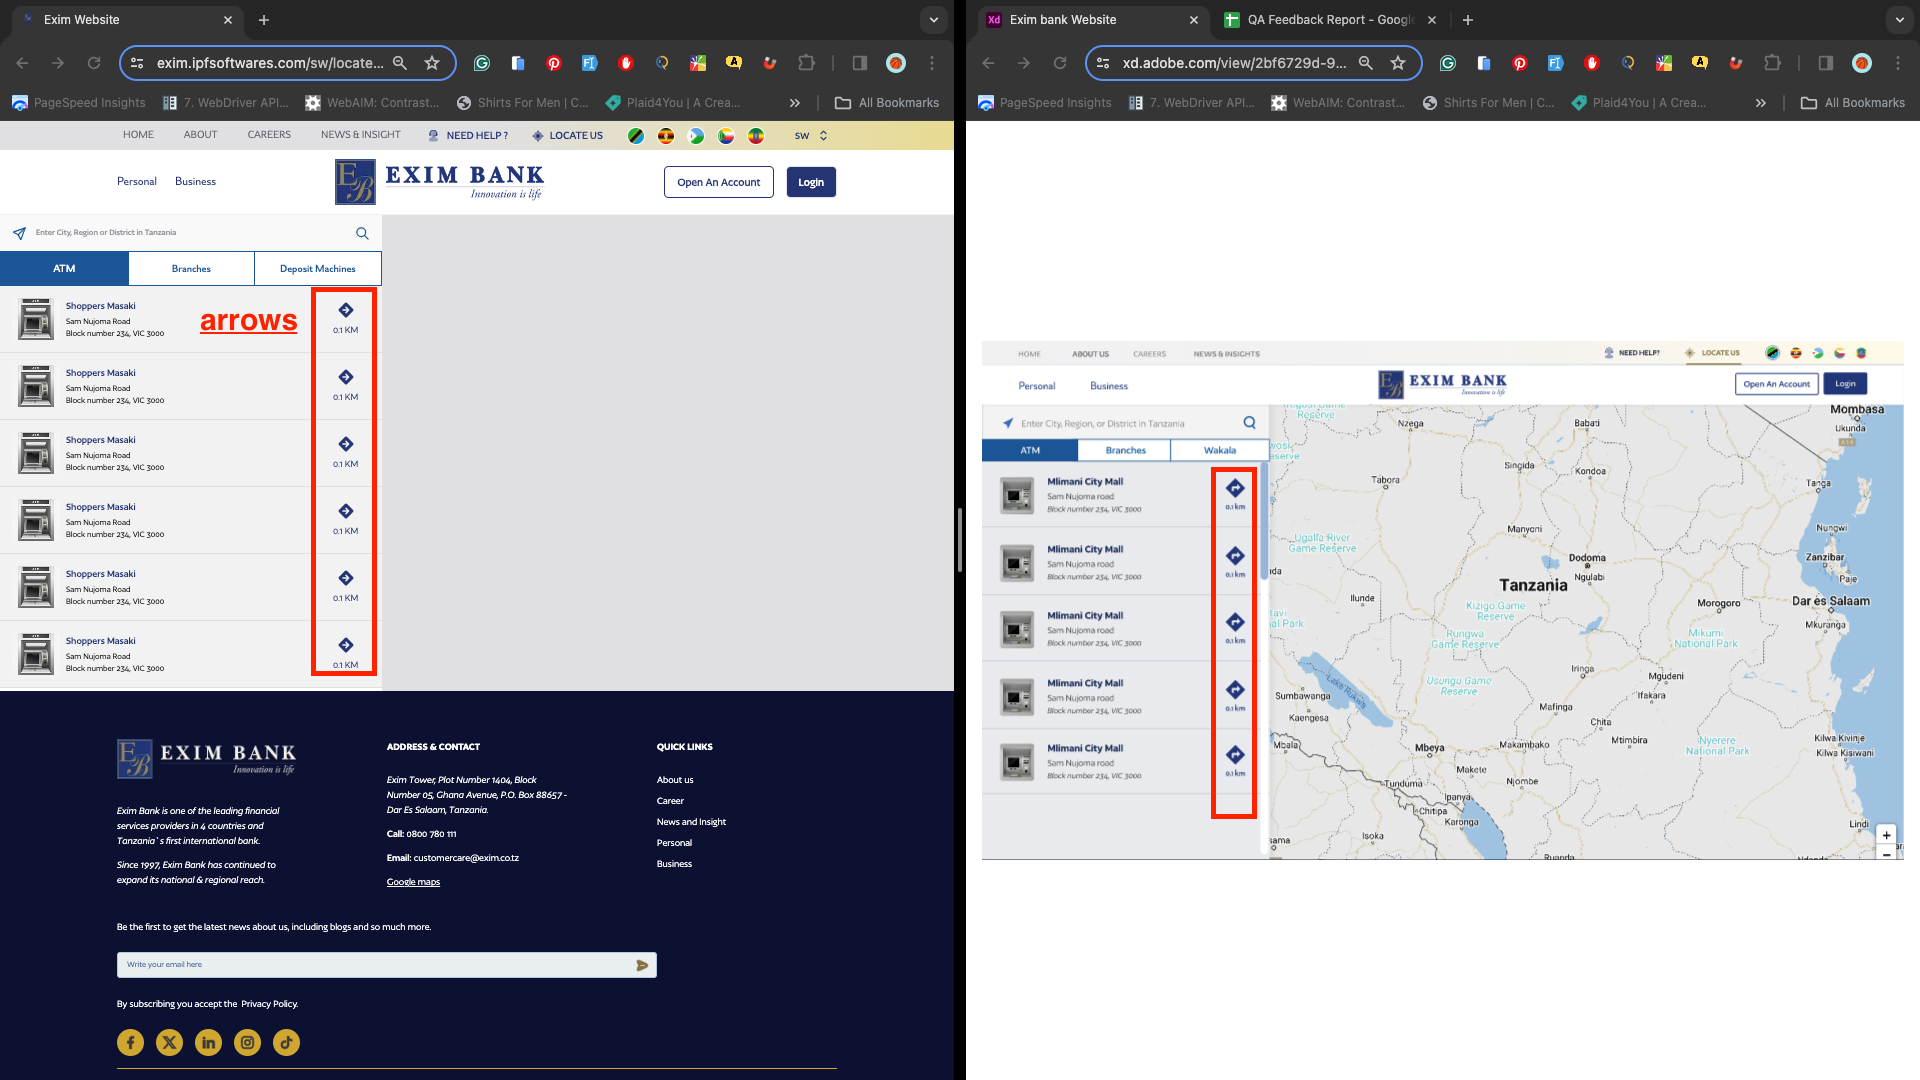 Exim Website
exim.ipfsoftwares.com/sw/locate...
PageSpeed Insights
7. WebDriver API...
WebAIM: Contrast...
Shirts For Men | C...
Plaid4You | A Crea...
All Bookmarks
HOME
ABOUT
CAREERS
NEWS & INSIGHT
NEED HELP ?
LOCATE US
SW
Personal
Business
EXIM BANK
Innovation is life
Open An Account
Login
Enter City, Region or District in Tanzania
ATM
Branches
Deposit Machines
arrows
Shoppers Masaki
Sam Nujoma Road
Block number 234, VIC 3000
0.1 KM
Shoppers Masaki
Sam Nujoma Road
Block number 234, VIC 3000
0.1 KM
Shoppers Masaki
Sam Nujoma Road
Block number 234, VIC 3000
0.1 KM
Shoppers Masaki
Sam Nujoma Road
Block number 234, VIC 3000
0.1 KM
Shoppers Masaki
Sam Nujoma Road
Block number 234, VIC 3000
0.1 KM
Shoppers Masaki
Sam Nujoma Road
Block number 234, VIC 3000
0.1 KM
EXIM BANK
Innovation is life
Exim Bank is one of the leading financial
services providers in 4 countries and
Tanzania`s first international bank.
Since 1997, Exim Bank has continued to
expand its national & regional reach.
ADDRESS & CONTACT
Exim Tower, Plot Number 1404, Block
Number 05, Ghana Avenue, P.O. Box 88657 -
Dar Es Salaam, Tanzania.
Call: 0800 780 111
Email: customercare@exim.co.tz
Google maps
QUICK LINKS
About us
Career
News and Insight
Personal
Business
Be the first to get the latest news about us, including blogs and so much more.
Write your email here
By subscribing you accept the Privacy Policy.
Exim bank Website
QA Feedback Report - Google
xd.adobe.com/view/2bf6729d-9...
PageSpeed Insights
7. WebDriver API...
WebAIM: Contrast...
Shirts For Men | C...
Plaid4You | A Crea...
All Bookmarks
HOME
ABOUT US
CAREERS
NEWS & INSIGHTS
NEED HELP?
LOCATE US
Personal
Business
EXIM BANK
Innovation is life
Open An Account
Login
Enter City, Region, or District in Tanzania
ATM
Branches
Wakala
Mlimani City Mall
Sam Nujoma road
Block number 234, VIC 3000
0.1 km
Mlimani City Mall
Sam Nujoma road
Block number 234, VIC 3000
0.1 km
Mlimani City Mall
Sam Nujoma road
Block number 234, VIC 3000
0.1 km
Mlimani City Mall
Sam Nujoma road
Block number 234, VIC 3000
0.1 km
Mlimani City Mall
Sam Nujoma road
Block number 234, VIC 3000
0.1 km
Reserve
Nzega
Babati
Mombasa
Ukunda
A14
Singida
Kondoa
Tabora
Tanga
Manyoni
Nungwi
Ugalla River
Game Reserve
Dodoma
Zanzibar
Ngulabi
Paje
Tanzania
Ilunde
Kizigo Game
Reserve
Morogoro
Dar es Salaam
Mkuranga
Rungwa
Game Reserve
Mikumi
National Park
Iringa
Mgudeni
Usungu Game
Reserve
Ifakara
Lake Rukwa
Sumbawanga
Kaengesa
Mafinga
Chita
Mtimbira
Kilwa Kivinje
Kilwa Kisiwani
Mbala
Mbeya
Makambako
Nyerere
National Park
Makete
Njombe
Tunduma
Ipanya
Chitipa
Karonga
Isoka
Lindi
Ruanda
+
−